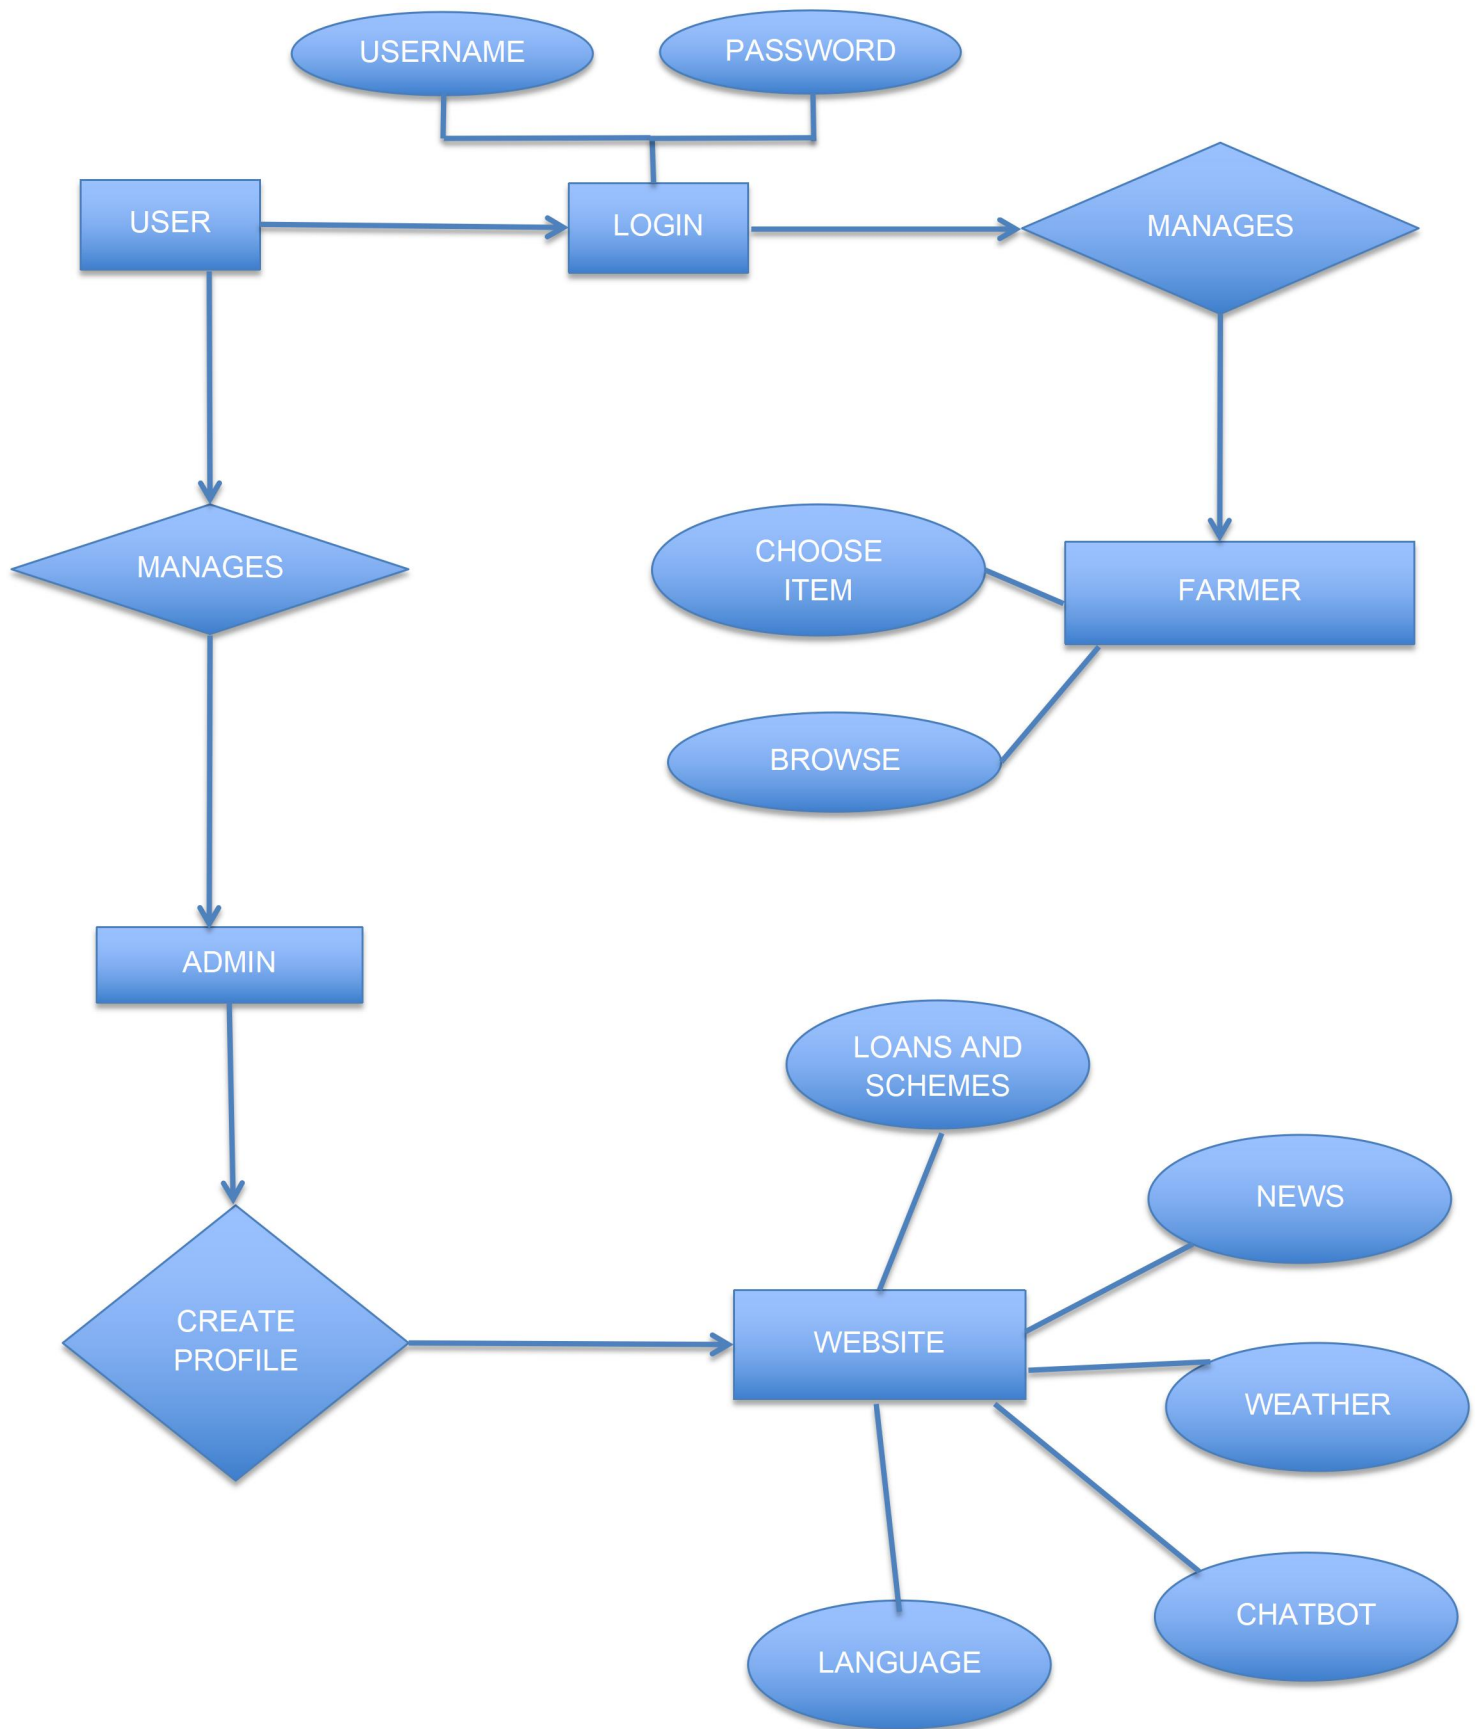 USERNAME
PASSWORD
USER
LOGIN
MANAGES
MANAGES
CHOOSE
ITEM
FARMER
BROWSE
ADMIN
LOANS AND
SCHEMES
NEWS
CREATE
PROFILE
WEBSITE
WEATHER
CHATBOT
LANGUAGE